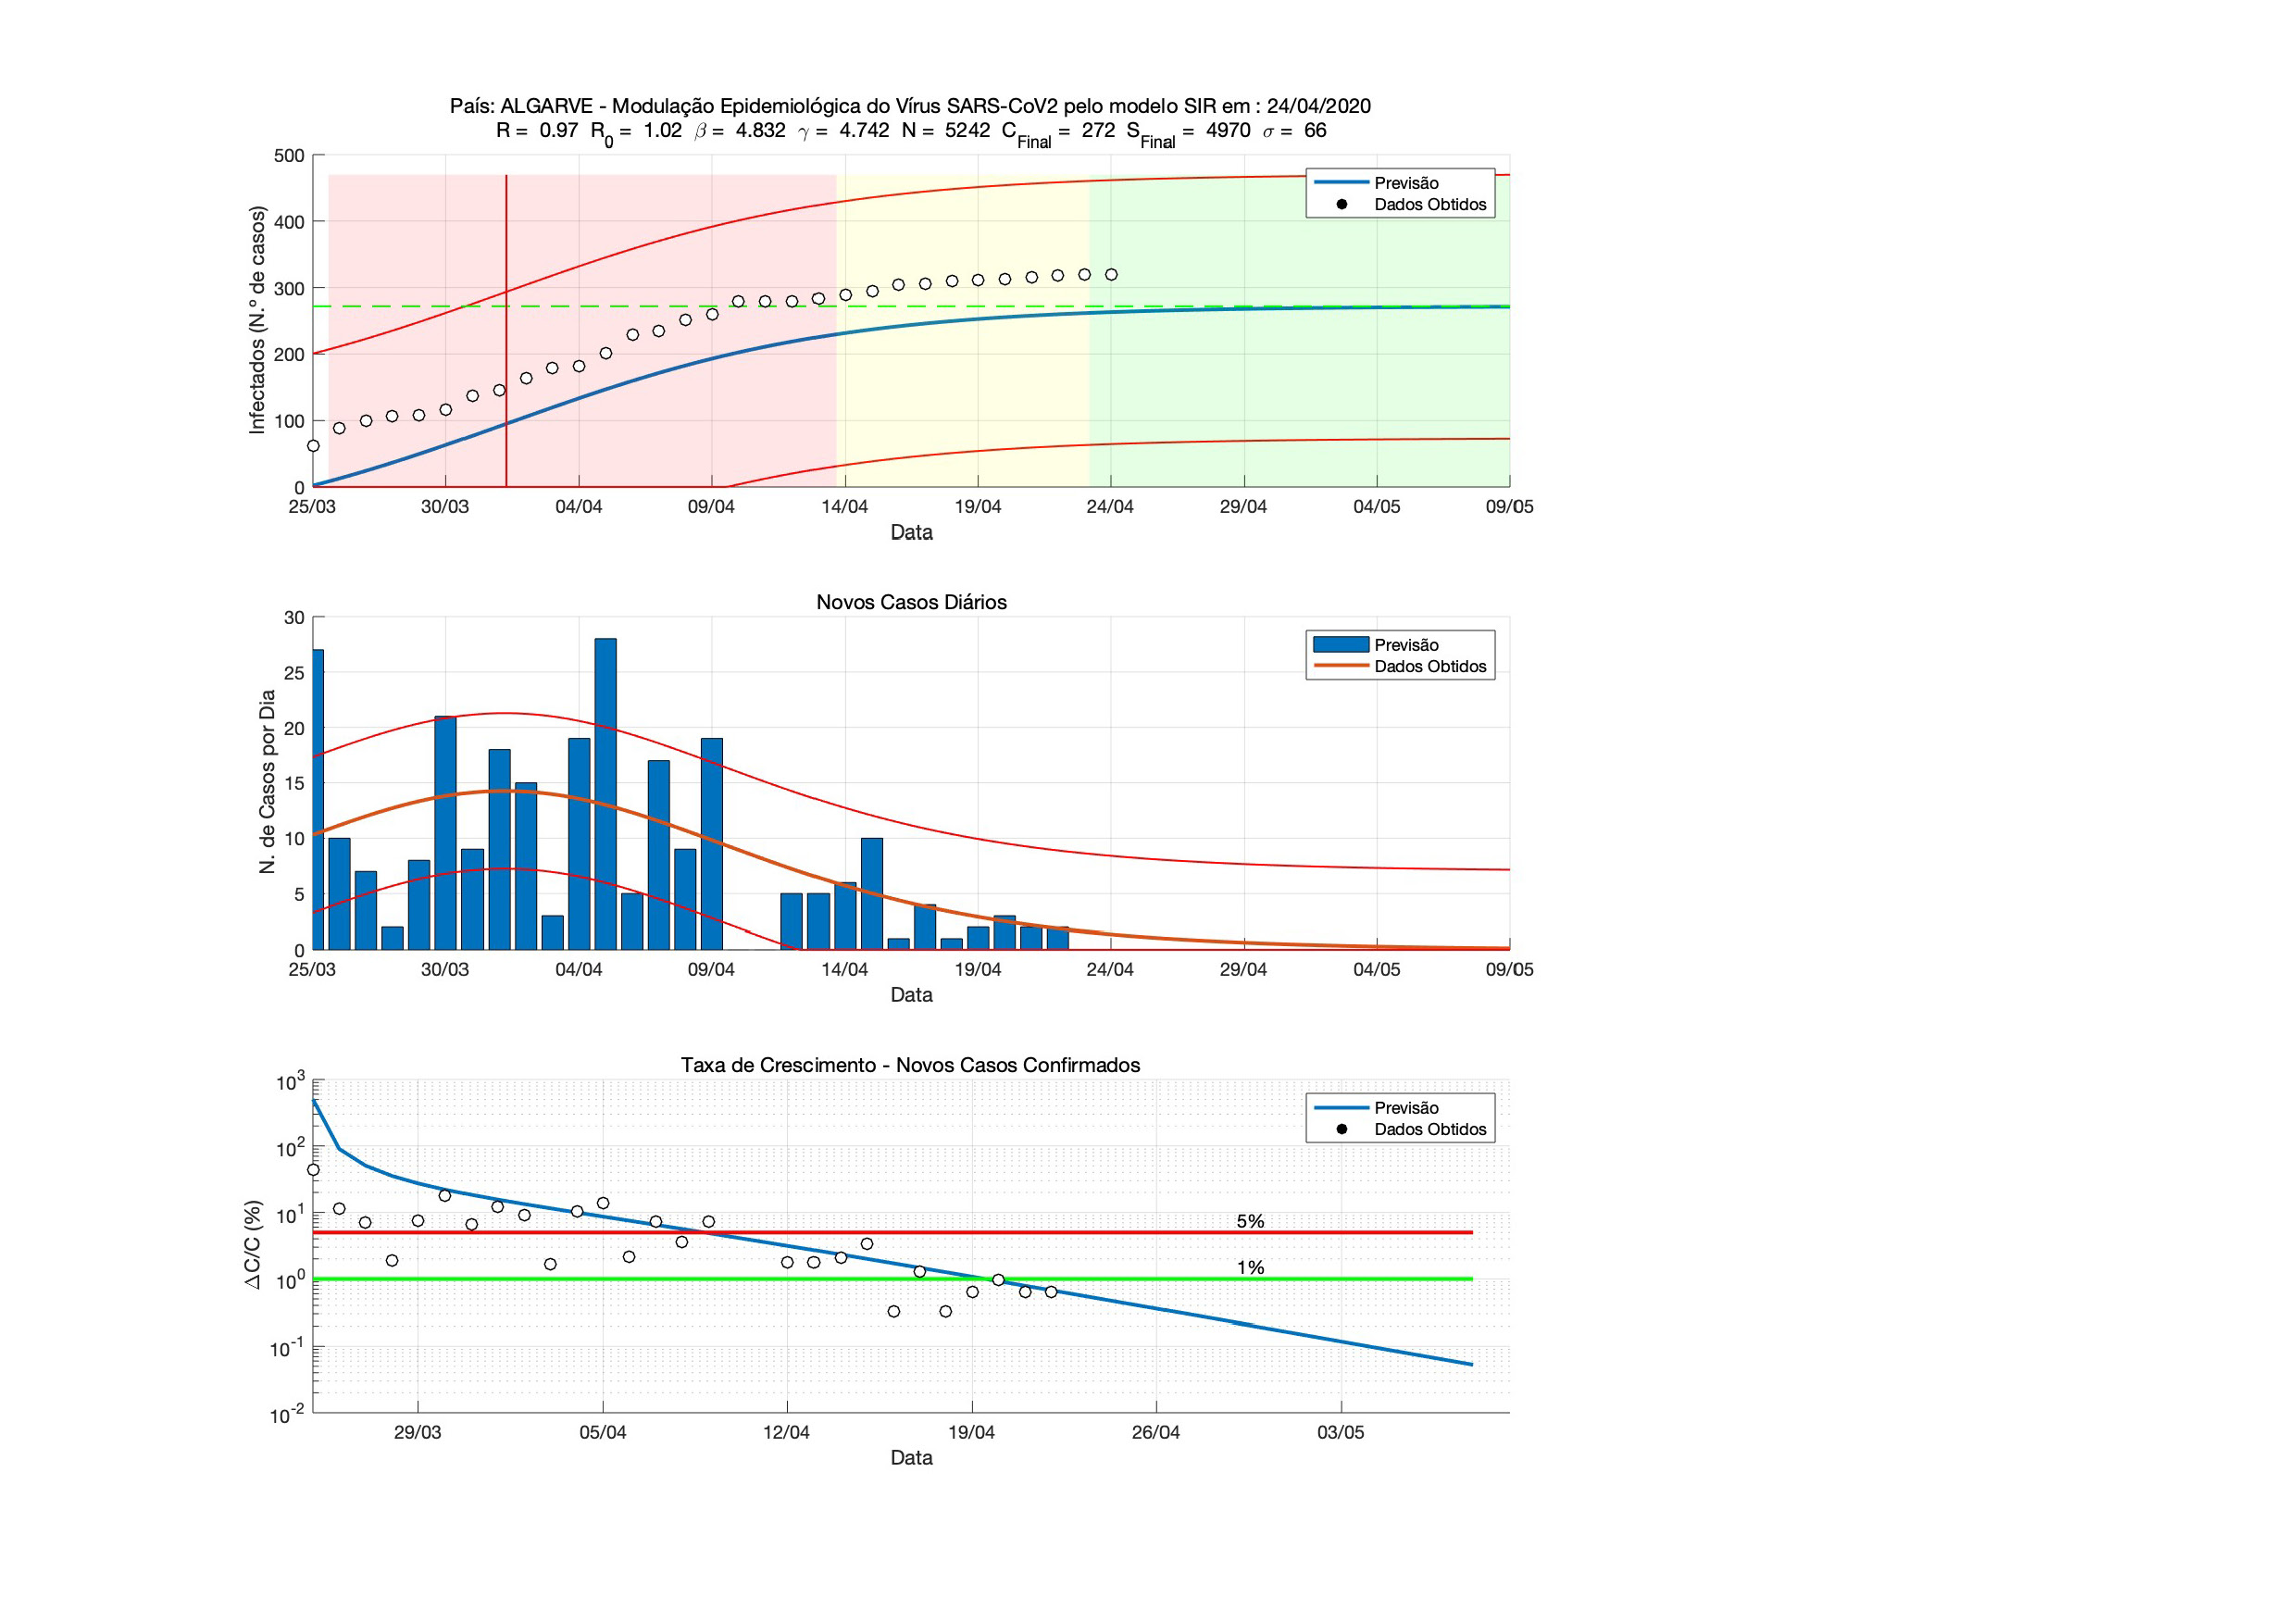 País: ALGARVE - Modulação Epidemiológica do Vírus SARS-CoV2 pelo modelo SIR em : 24/04/2020
R = 0.97 R0 = 1.02 β = 4.832 γ = 4.742 N = 5242 CFinal = 272 SFinal = 4970 σ = 66
500
400
300
200
100
0
Infectados (N.º de casos)
Previsão
Dados Obtidos
25/03 30/03 04/04 09/04 14/04 19/04 24/04 29/04 04/05 09/05
Data
Novos Casos Diários
30
25
20
15
10
5
0
N. de Casos por Dia
Previsão
Dados Obtidos
25/03 30/03 04/04 09/04 14/04 19/04 24/04 29/04 04/05 09/05
Data
Taxa de Crescimento - Novos Casos Confirmados
10^3
10^2
10^1
10^0
10^-1
10^-2
ΔC/C (%)
Previsão
Dados Obtidos
5%
1%
29/03 05/04 12/04 19/04 26/04 03/05
Data